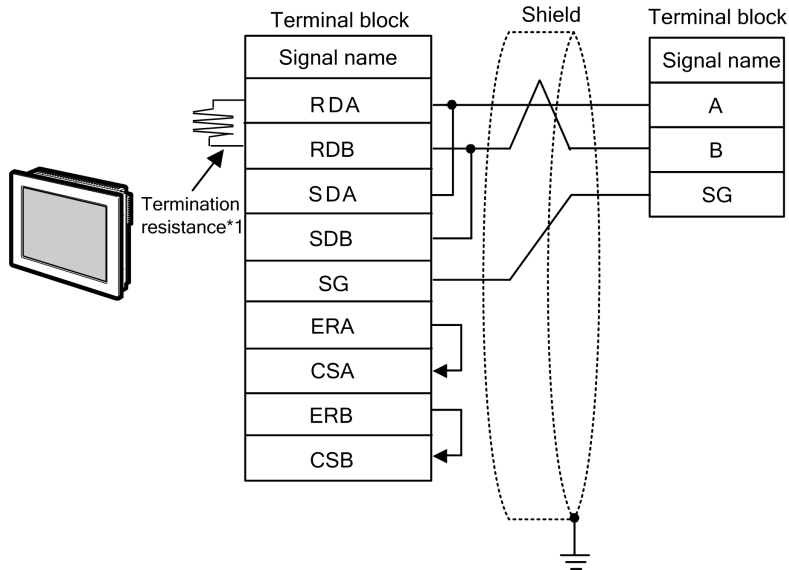 Terminal block
Shield
Terminal block
Signal name
RDA
RDB
SDA
SDB
SG
ERA
CSA
ERB
CSB
Termination
resistance*1
Signal name
A
B
SG